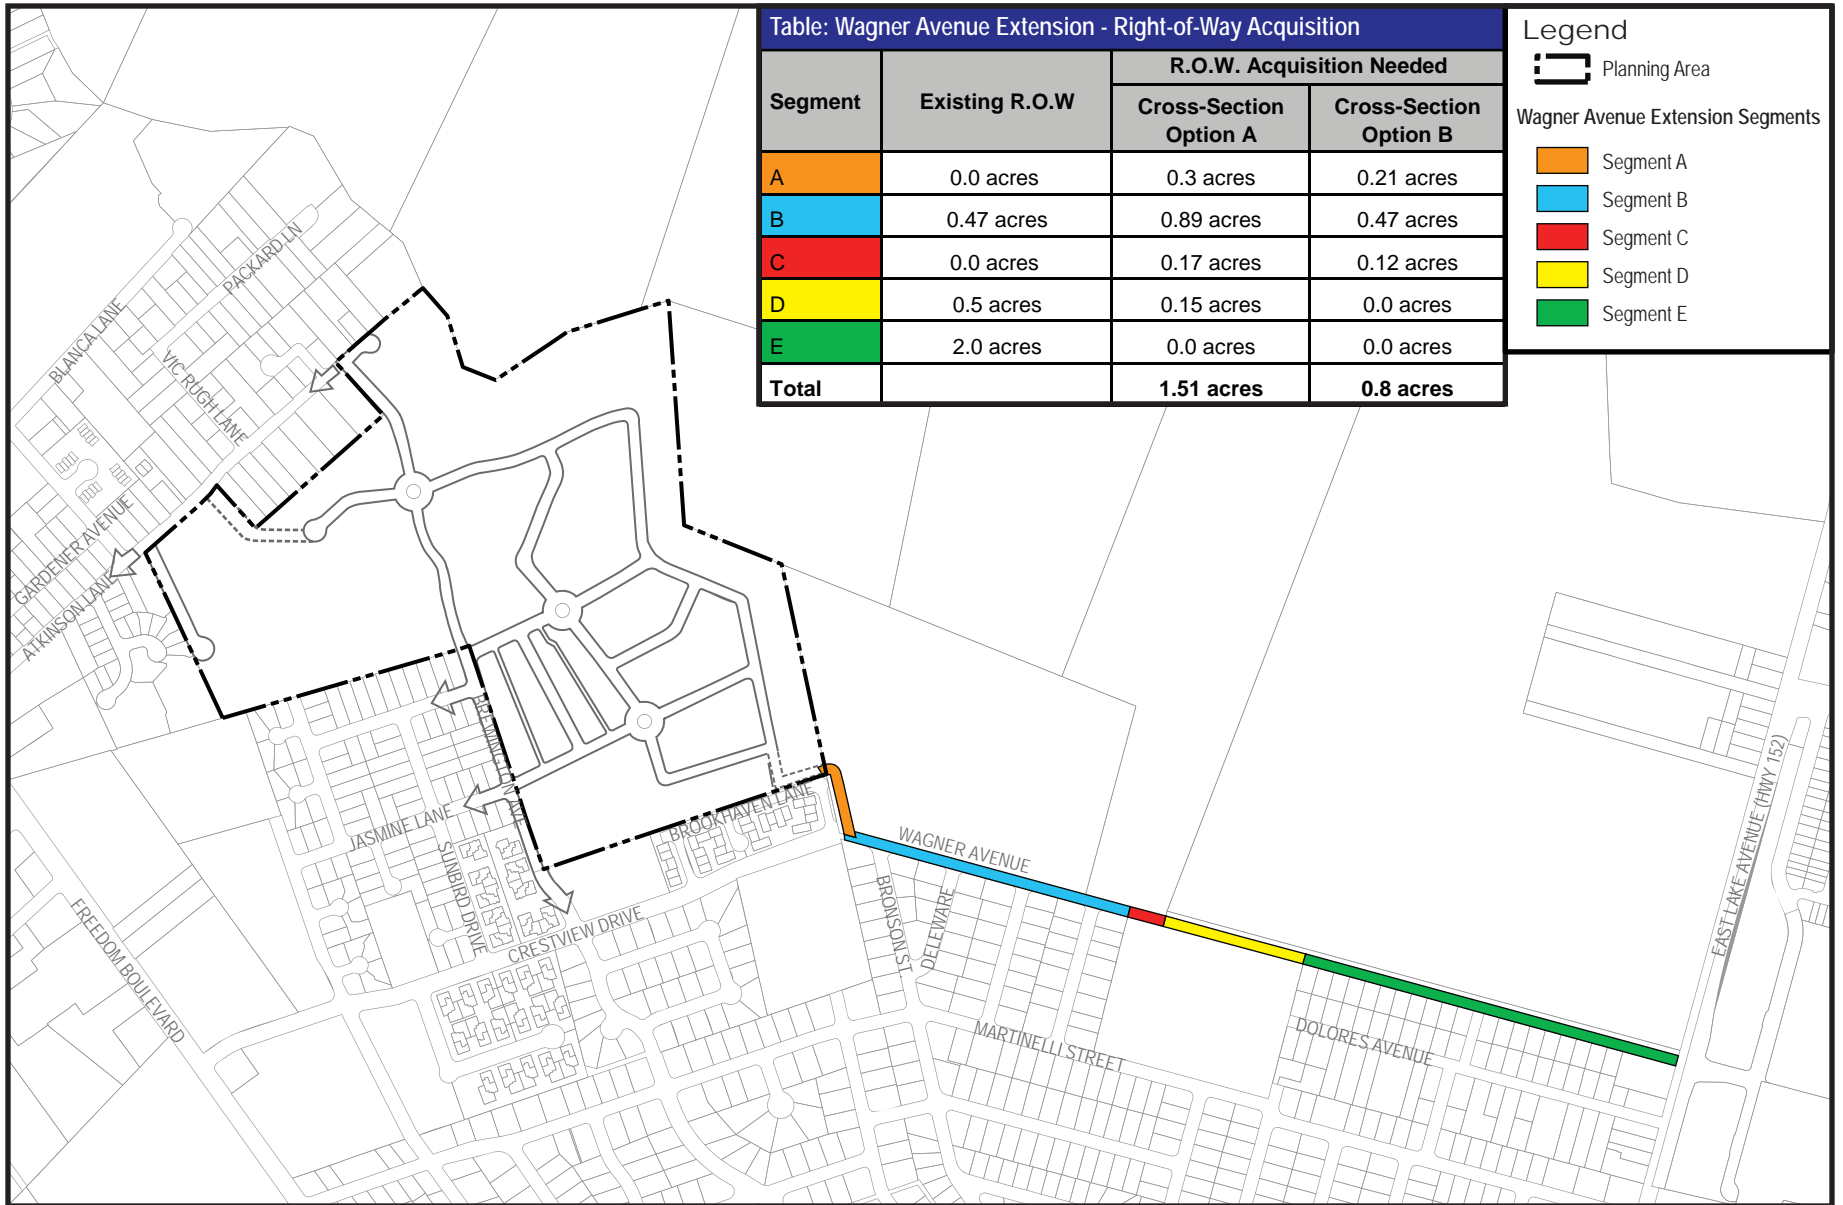 Table: Wagner Avenue Extension - Right-of-Way Acquisition
Segment
Existing R.O.W
R.O.W. Acquisition Needed
Cross-Section
Option A
Cross-Section
Option B
A 0.0 acres 0.3 acres 0.21 acres
B 0.47 acres 0.89 acres 0.47 acres
C 0.0 acres 0.17 acres 0.12 acres
D 0.5 acres 0.15 acres 0.0 acres
E 2.0 acres 0.0 acres 0.0 acres
Total 1.51 acres 0.8 acres
Legend
Planning Area
Wagner Avenue Extension Segments
Segment A
Segment B
Segment C
Segment D
Segment E
PACKARD LN
BLANCA LANE
VIC RUGH LANE
GARDENER AVENUE
ATKINSON LANE
BREWINGTON AVE
JASMINE LANE
SUNBIRD DRIVE
BROOKHAVEN LANE
CRESTVIEW DRIVE
FREEDOM BOULEVARD
WAGNER AVENUE
BRONSON ST.
DELEWARE
MARTINELLI STREET
DOLORES AVENUE
EAST LAKE AVENUE (HWY 152)